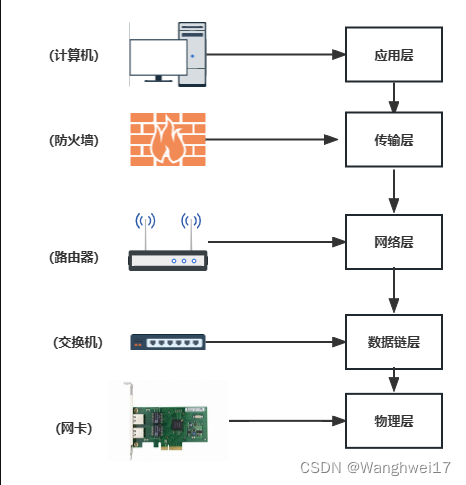 (计算机)
应用层
(防火墙)
传输层
(路由器)
网络层
(交换机)
数据链层
(网卡)
物理层
CSDN @Wanghwei17